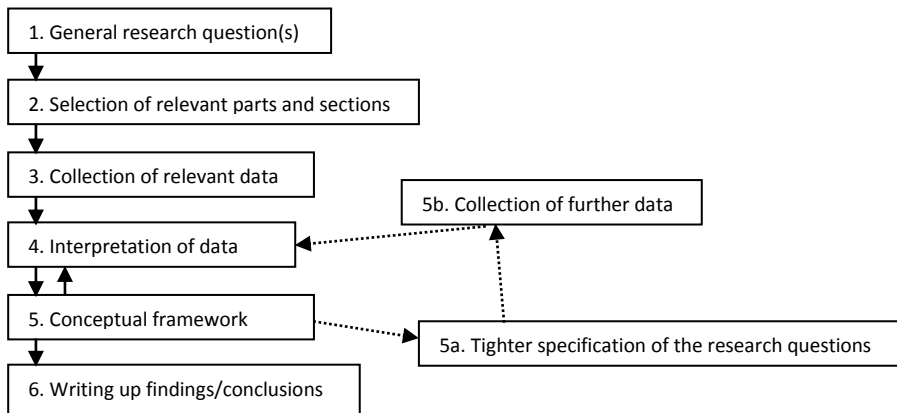 1. General research question(s)
2. Selection of relevant parts and sections
3. Collection of relevant data
5b. Collection of further data
4. Interpretation of data
5. Conceptual framework
5a. Tighter specification of the research questions
6. Writing up findings/conclusions